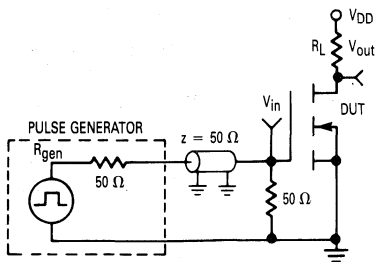 VDD
RL
Vout
Vin
DUT
PULSE GENERATOR
z = 50 Ω
Rgen
50 Ω
50 Ω